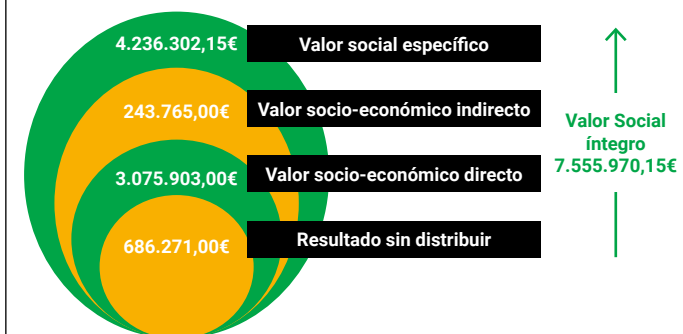 4.236.302,15€ Valor social específico
243.765,00€ Valor socio-económico indirecto
3.075.903,00€ Valor socio-económico directo
686.271,00€ Resultado sin distribuir
Valor Social
íntegro
7.555.970,15€